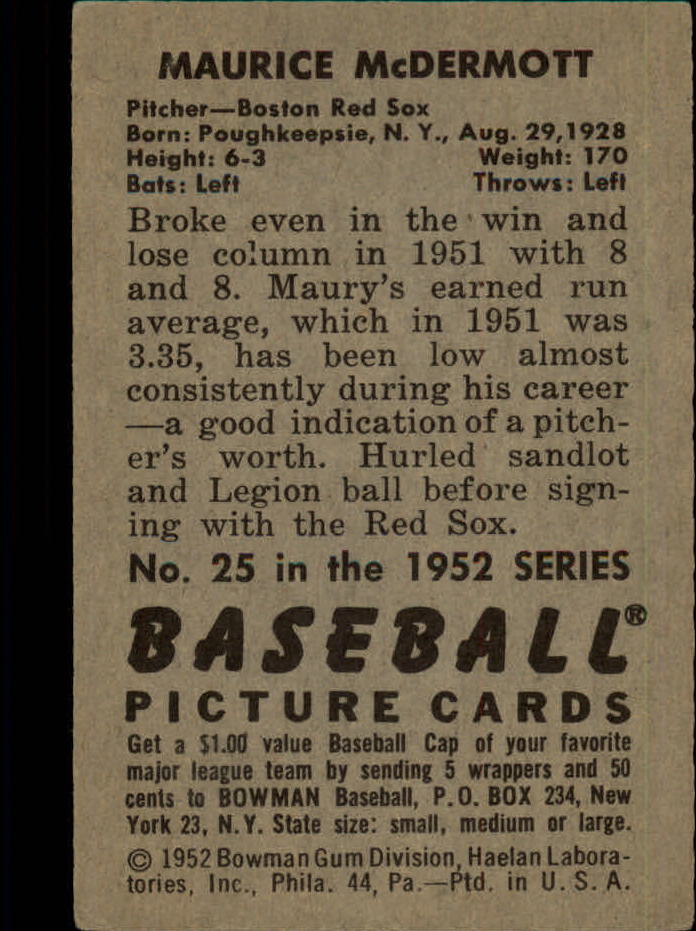 MAURICE McDERMOTT
Pitcher—Boston Red Sox
Born: Poughkeepsie, N. Y., Aug. 29,1928
Height: 6-3 Weight: 170
Bats: Left Throws: Left
Broke even in the win and
lose column in 1951 with 8
and 8. Maury's earned run
average, which in 1951 was
3.35, has been low almost
consistently during his career
—a good indication of a pitch-
er's worth. Hurled sandlot
and Legion ball before sign-
ing with the Red Sox.
No. 25 in the 1952 SERIES
BASEBALL®
PICTURE CARDS
Get a $1.00 value Baseball Cap of your favorite
major league team by sending 5 wrappers and 50
cents to BOWMAN Baseball, P.O. BOX 234, New
York 23, N.Y. State size: small, medium or large.
© 1952 Bowman Gum Division, Haelan Labora-
tories, Inc., Phila. 44, Pa.—Ptd. in U. S. A.